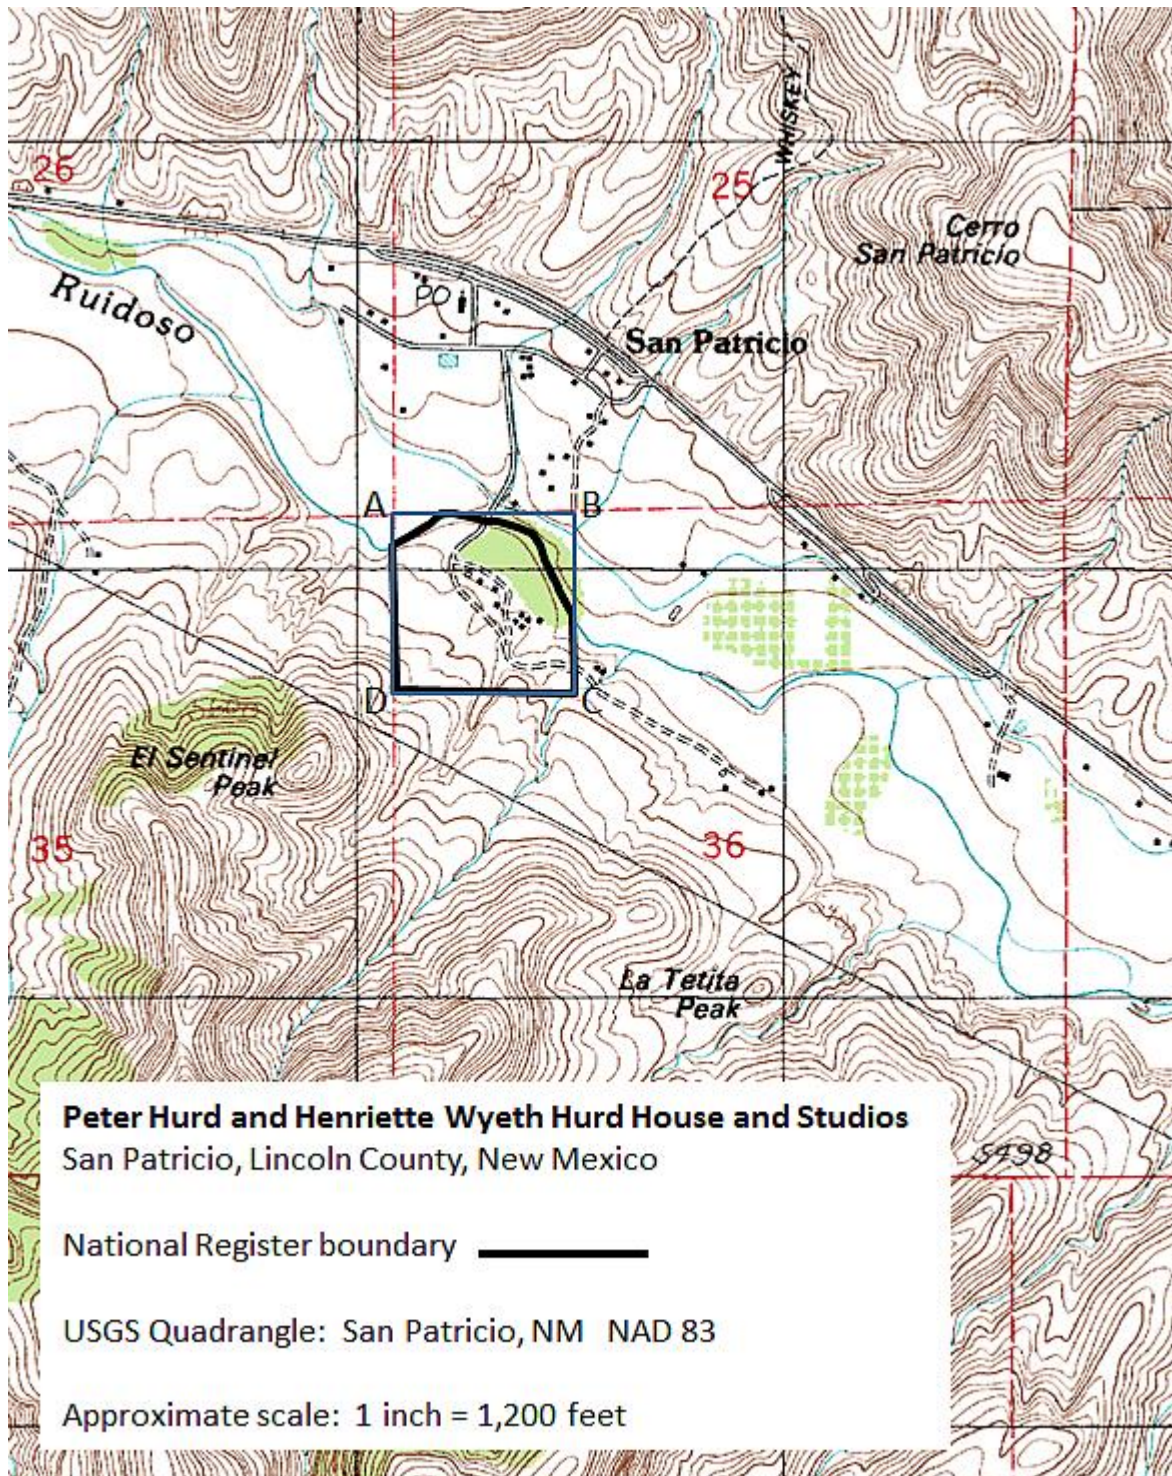 WHISKEY
26
25
Cerro
San Patricio
Ruidoso
PO
San Patricio
A
B
D
C
El Sentinel
Peak
35
36
La Tetita
Peak
5498
Peter Hurd and Henriette Wyeth Hurd House and Studios
San Patricio, Lincoln County, New Mexico
National Register boundary
USGS Quadrangle: San Patricio, NM NAD 83
Approximate scale: 1 inch = 1,200 feet